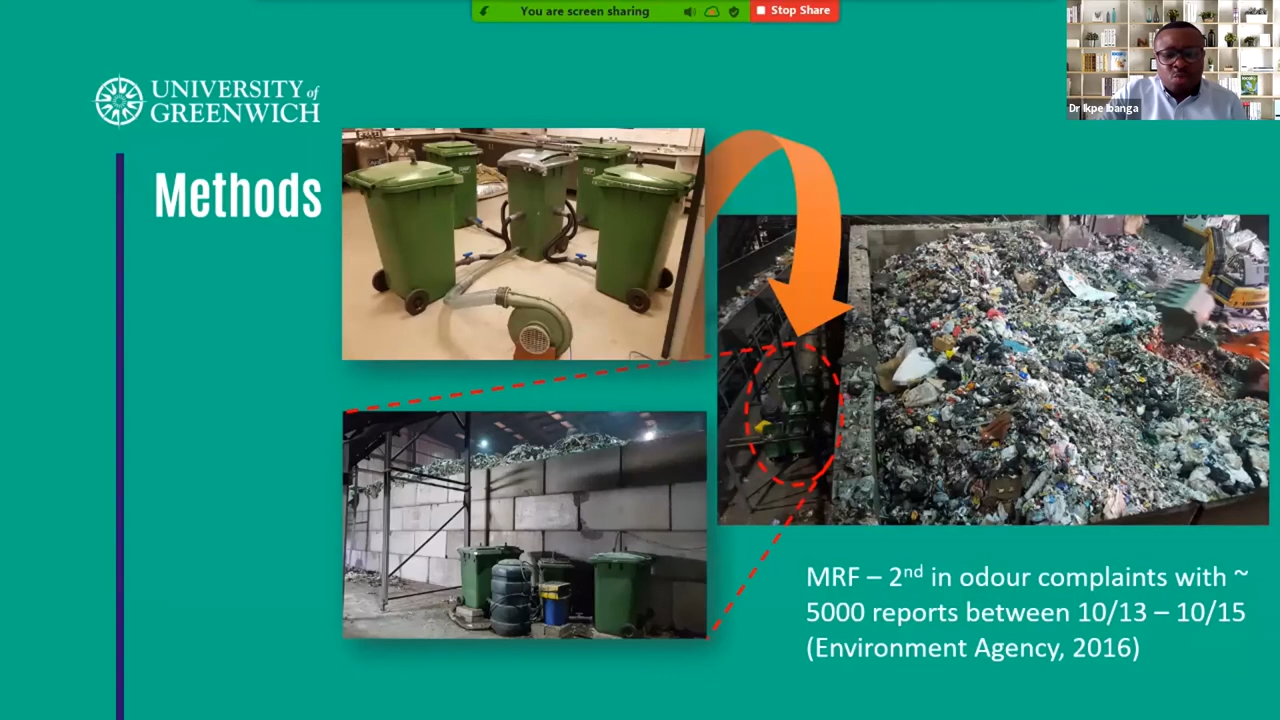 You are screen sharing
Stop Share
Dr Ikpe Ibanga
UNIVERSITY of
GREENWICH
Methods
MRF – 2nd in odour complaints with ~
5000 reports between 10/13 – 10/15
(Environment Agency, 2016)